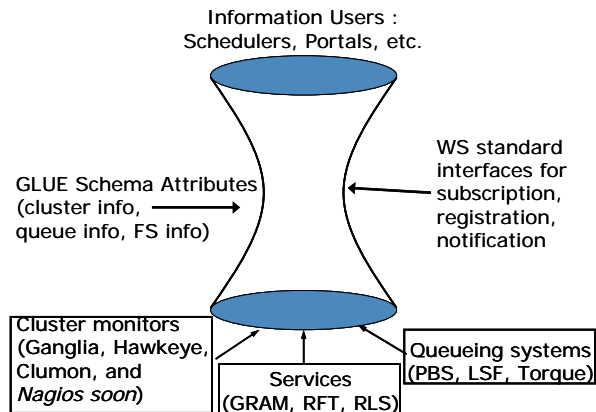 Information Users :
Schedulers, Portals, etc.
GLUE Schema Attributes
(cluster info,
queue info, FS info)
WS standard
interfaces for
subscription,
registration,
notification
Cluster monitors
(Ganglia, Hawkeye,
Clumon, and
Nagios soon)
Services
(GRAM, RFT, RLS)
Queueing systems
(PBS, LSF, Torque)